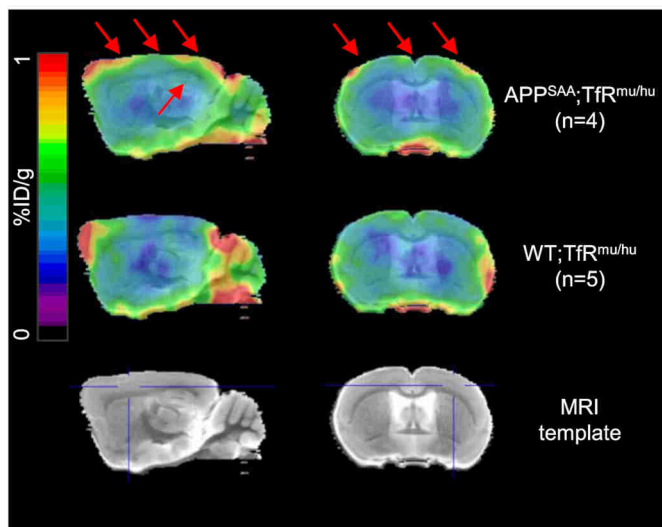 1
%ID/g
0
APP^SAA;TfR^mu/hu
(n=4)
WT;TfR^mu/hu
(n=5)
MRI
template